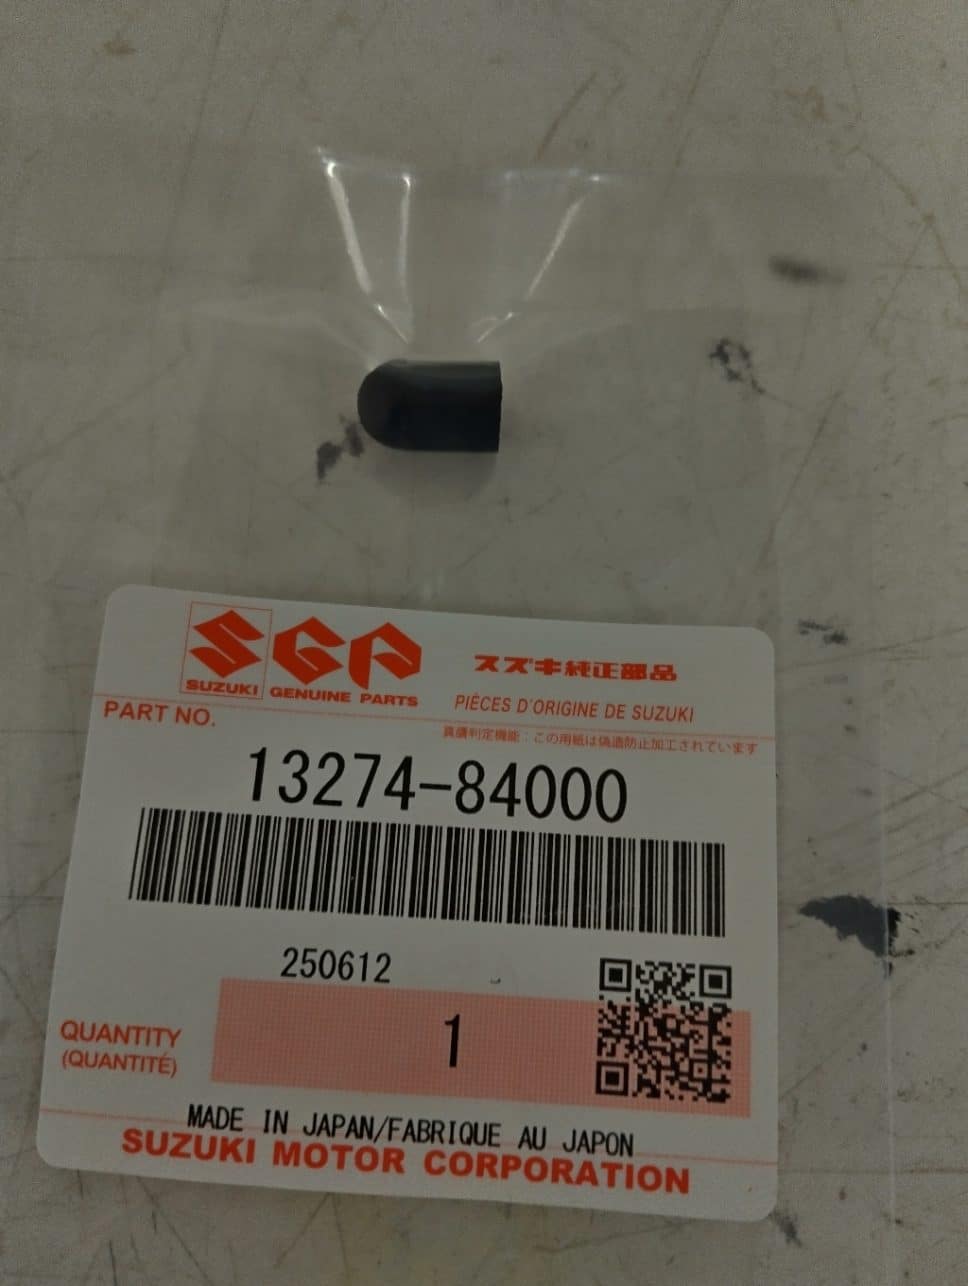 SGP
SUZUKI GENUINE PARTS
スズキ純正部品
PIÈCES D'ORIGINE DE SUZUKI
PART NO.
真贋判定機能：この用紙は偽造防止加工されています
13274-84000
250612
QUANTITY
(QUANTITÉ)
1
MADE IN JAPAN/FABRIQUE AU JAPON
SUZUKI MOTOR CORPORATION